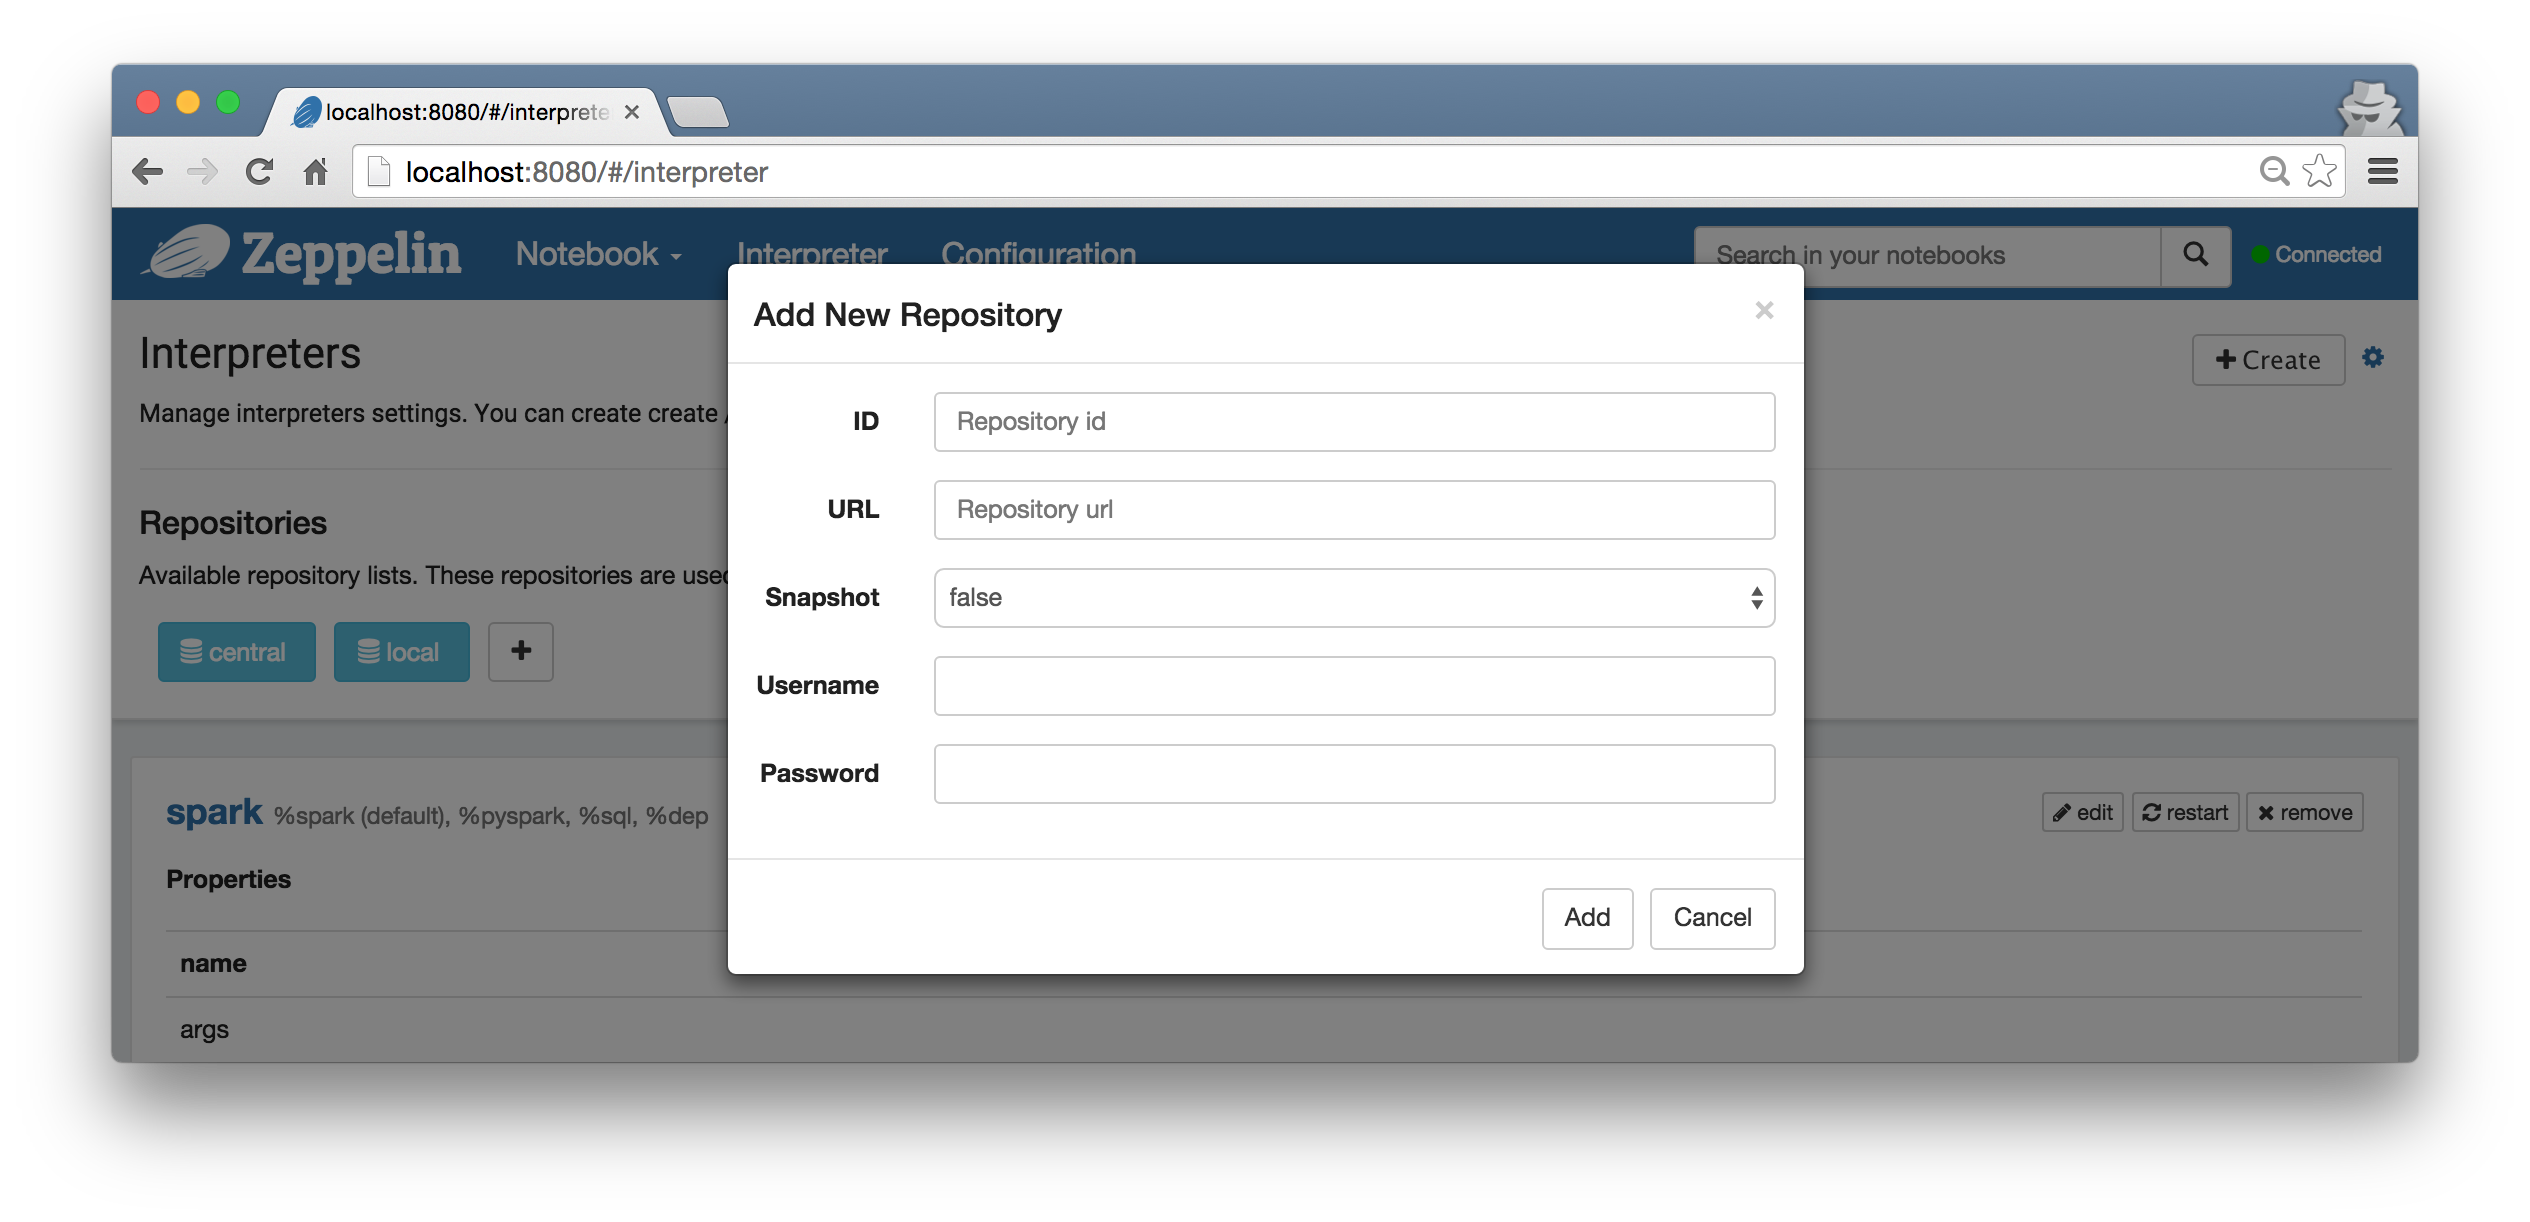 localhost:8080/#/interprete
localhost:8080/#/interpreter
Zeppelin Notebook Interpreter Configuration Search in your notebooks Connected
Add New Repository
Interpreters
Create
Manage interpreters settings. You can create create /
ID Repository id
URL Repository url
Repositories
Available repository lists. These repositories are used
Snapshot false
central local +
Username
Password
spark %spark (default), %pyspark, %sql, %dep
edit restart remove
Properties
Add Cancel
name
args